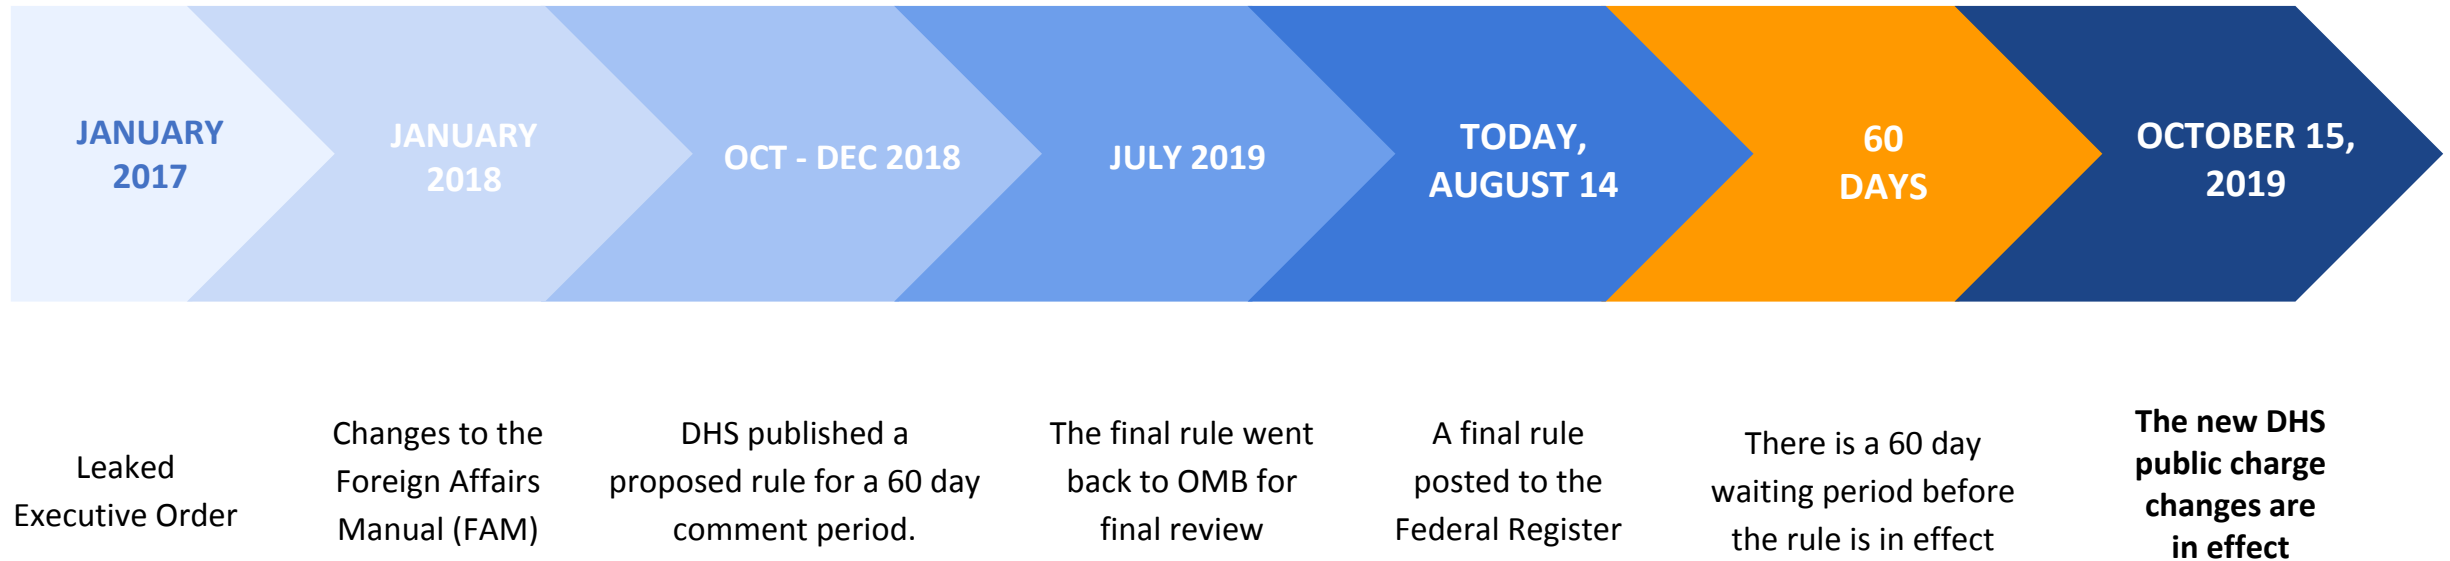 JANUARY
2017
JANUARY
2018
OCT - DEC 2018
JULY 2019
TODAY,
AUGUST 14
60
DAYS
OCTOBER 15,
2019
Leaked
Executive Order
Changes to the
Foreign Affairs
Manual (FAM)
DHS published a
proposed rule for a 60 day
comment period.
The final rule went
back to OMB for
final review
A final rule
posted to the
Federal Register
There is a 60 day
waiting period before
the rule is in effect
The new DHS
public charge
changes are
in effect